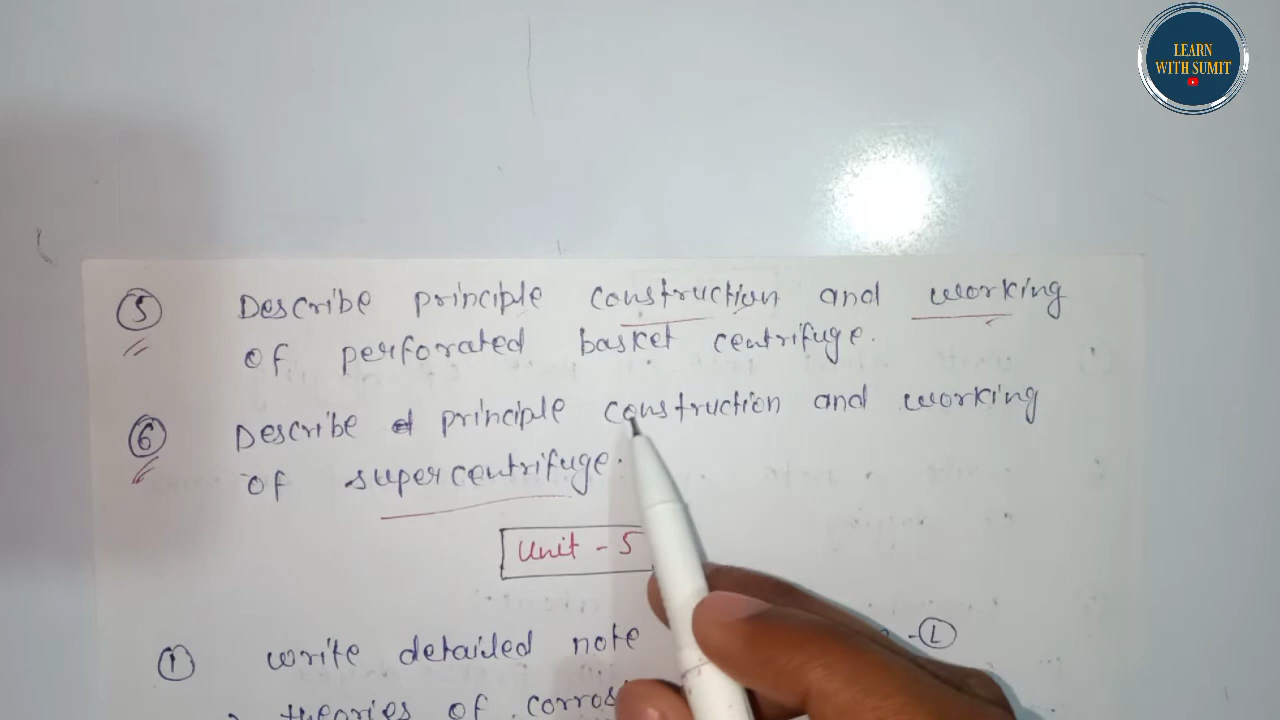 LEARN
WITH SUMIT
5 Describe principle construction and working
of perforated basket centrifuge.
6 Describe principle construction and working
of supercentrifuge.
Unit - 5
1 write detailed note - L
theories of